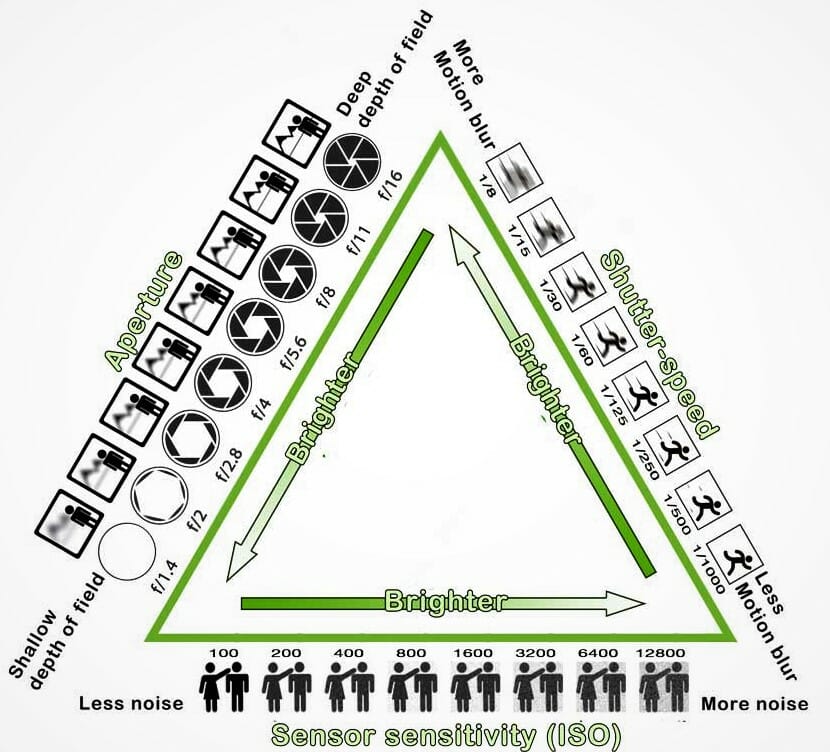 Deep
depth of field
More
Motion blur
f/16
f/11
f/8
f/5.6
f/4
f/2.8
f/2
f/1.4
Aperture
Shallow
depth of field
1/8
1/15
1/30
1/60
1/125
1/250
1/500
1/1000
Shutter-speed
Less
Motion blur
Brighter
Brighter
Brighter
100 200 400 800 1600 3200 6400 12800
Less noise
More noise
Sensor sensitivity (ISO)